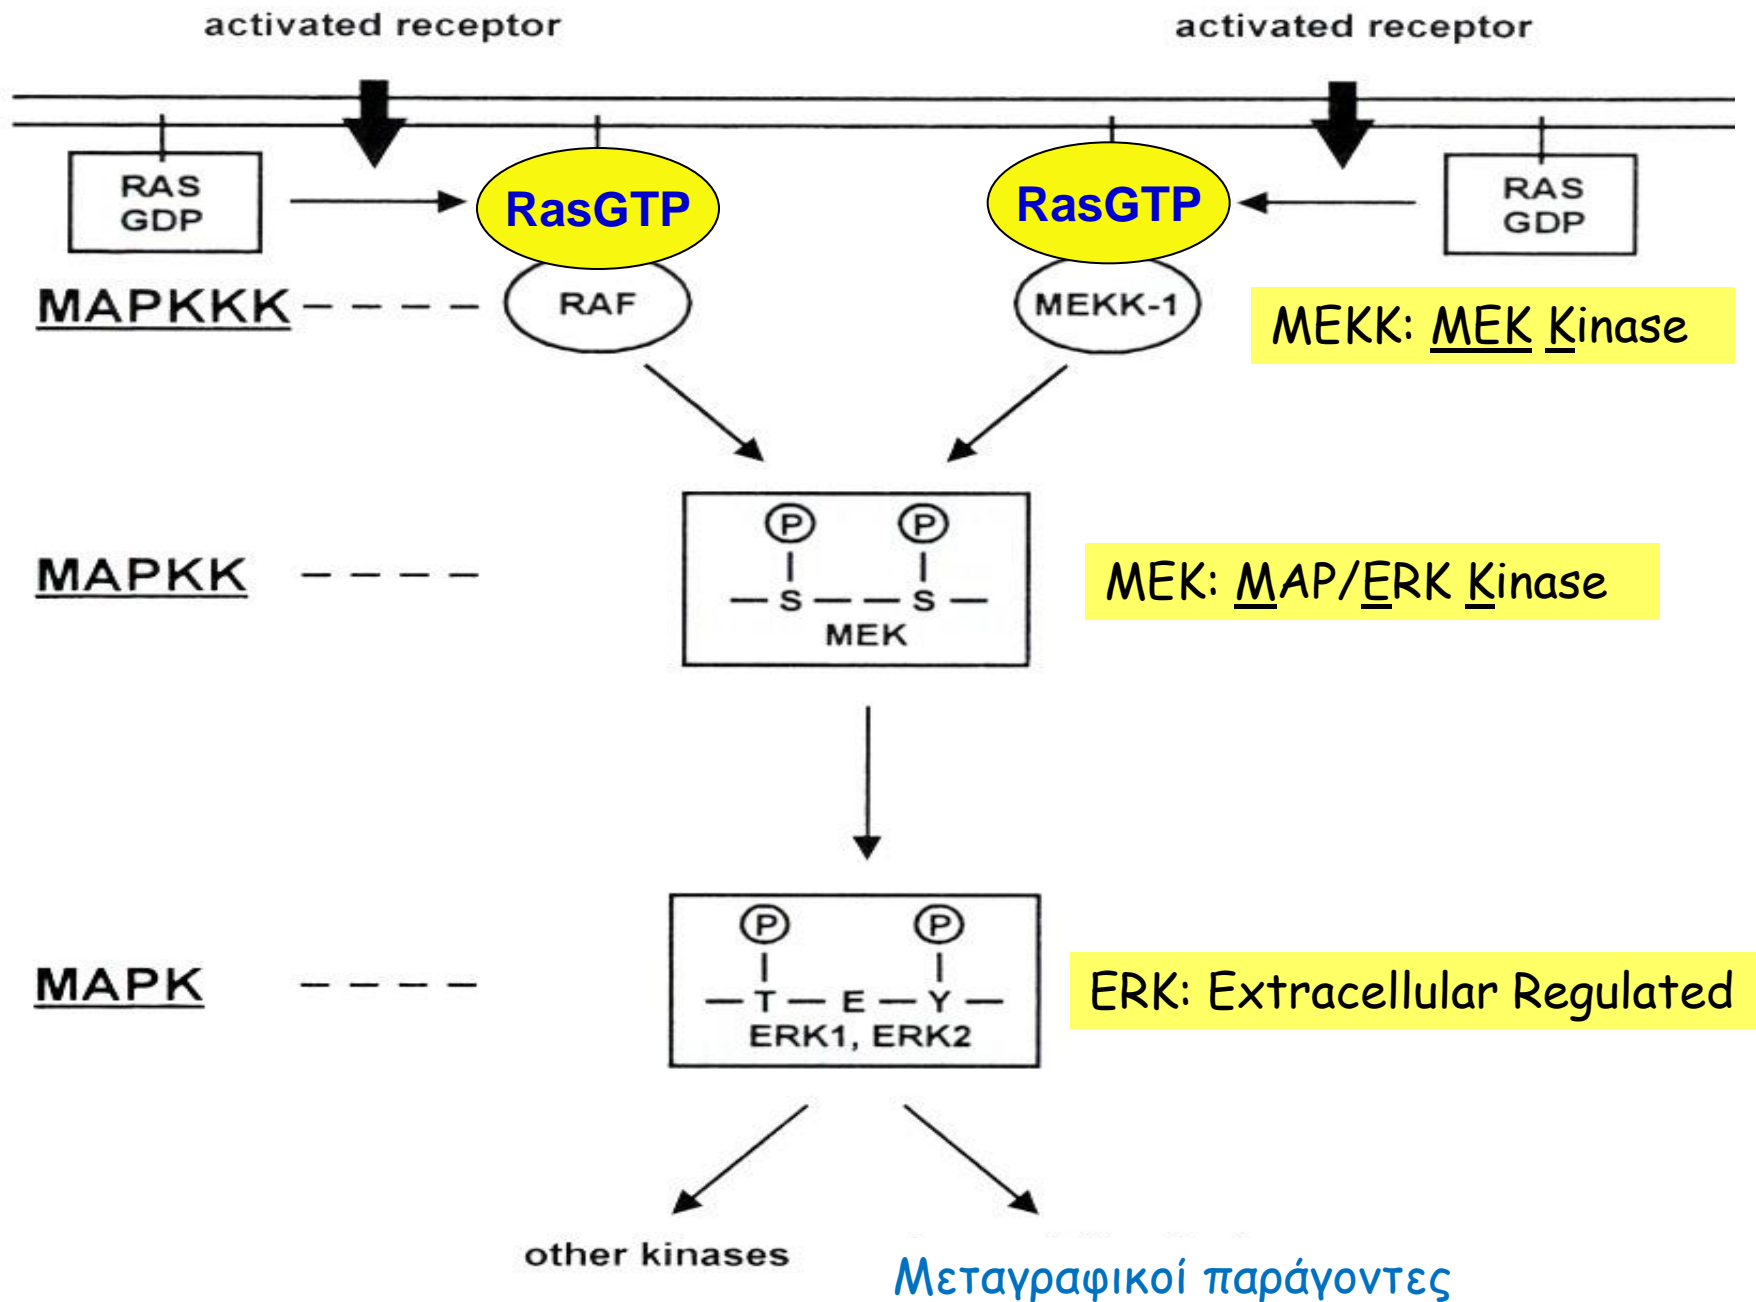 activated receptor
activated receptor
RAS
GDP
RasGTP
RasGTP
RAS
GDP
MAPKKK
RAF
MEKK-1
MEKK: MEK Kinase
P P
MAPKK
S S
MEK
MEK: MAP/ERK Kinase
P P
MAPK
T E Y
ERK1, ERK2
ERK: Extracellular Regulated
other kinases
Μεταγραφικοί παράγοντες